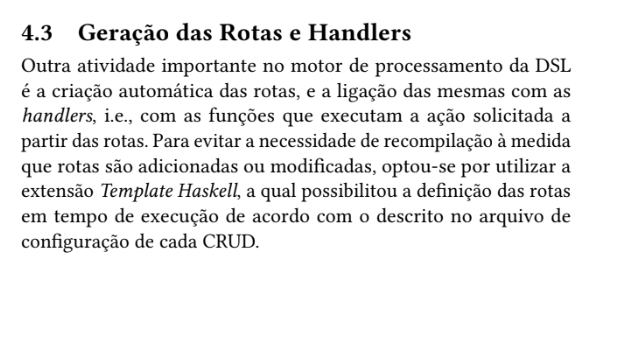 4.3 Geração das Rotas e Handlers
Outra atividade importante no motor de processamento da DSL
é a criação automática das rotas, e a ligação das mesmas com as
handlers, i.e., com as funções que executam a ação solicitada a
partir das rotas. Para evitar a necessidade de recompilação à medida
que rotas são adicionadas ou modificadas, optou-se por utilizar a
extensão Template Haskell, a qual possibilitou a definição das rotas
em tempo de execução de acordo com o descrito no arquivo de
configuração de cada CRUD.